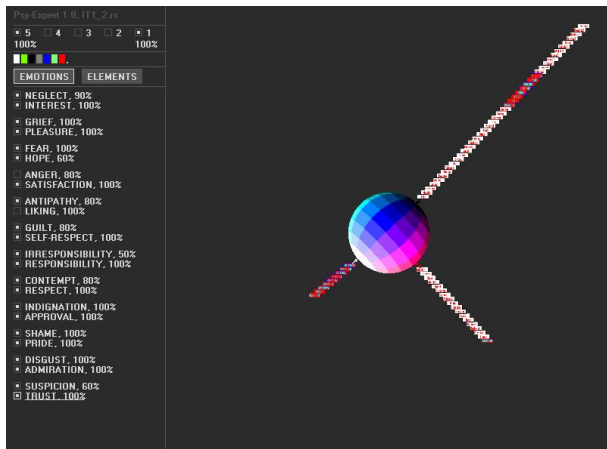 Psy-Expert 1.0, IT1_2.rs
5 4 3 2 1
100% 100%
EMOTIONS ELEMENTS
NEGLECT, 90%
INTEREST, 100%
GRIEF, 100%
PLEASURE, 100%
FEAR, 100%
HOPE, 60%
ANGER, 80%
SATISFACTION, 100%
ANTIPATHY, 80%
LIKING, 100%
GUILT, 80%
SELF-RESPECT, 100%
IRRESPONSIBILITY, 50%
RESPONSIBILITY, 100%
CONTEMPT, 80%
RESPECT, 100%
INDIGNATION, 100%
APPROVAL, 100%
SHAME, 100%
PRIDE, 100%
DISGUST, 100%
ADMIRATION, 100%
SUSPICION, 60%
TRUST, 100%